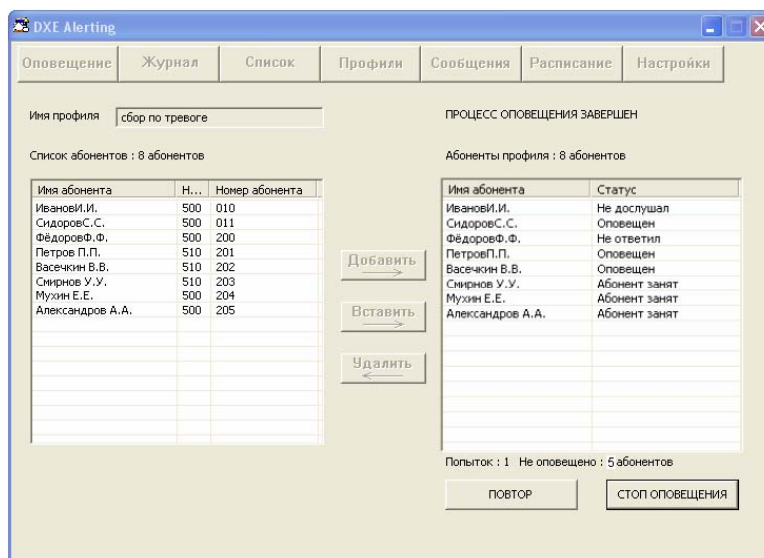 DXE Alerting
Оповещение Журнал Список Профили Сообщения Расписание Настройки
Имя профиля сбор по тревоге
ПРОЦЕСС ОПОВЕЩЕНИЯ ЗАВЕРШЕН
Список абонентов : 8 абонентов
Абоненты профиля : 8 абонентов
Имя абонента Н... Номер абонента
ИвановИ.И. 500 010
СидоровС.С. 500 011
ФёдоровФ.Ф. 500 200
Петров П.П. 510 201
Васечкин В.В. 510 202
Смирнов У.У. 510 203
Мухин Е.Е. 500 204
Александров А.А. 500 205
Добавить
Вставить
Удалить
Имя абонента Статус
ИвановИ.И. Не дослушал
СидоровС.С. Оповещен
ФёдоровФ.Ф. Не ответил
ПетровП.П. Оповещен
Васечкин В.В. Оповещен
Смирнов У.У. Абонент занят
Мухин Е.Е. Абонент занят
Александров А.А. Абонент занят
Попыток : 1 Не оповещено : 5 абонентов
ПОВТОР СТОП ОПОВЕЩЕНИЯ